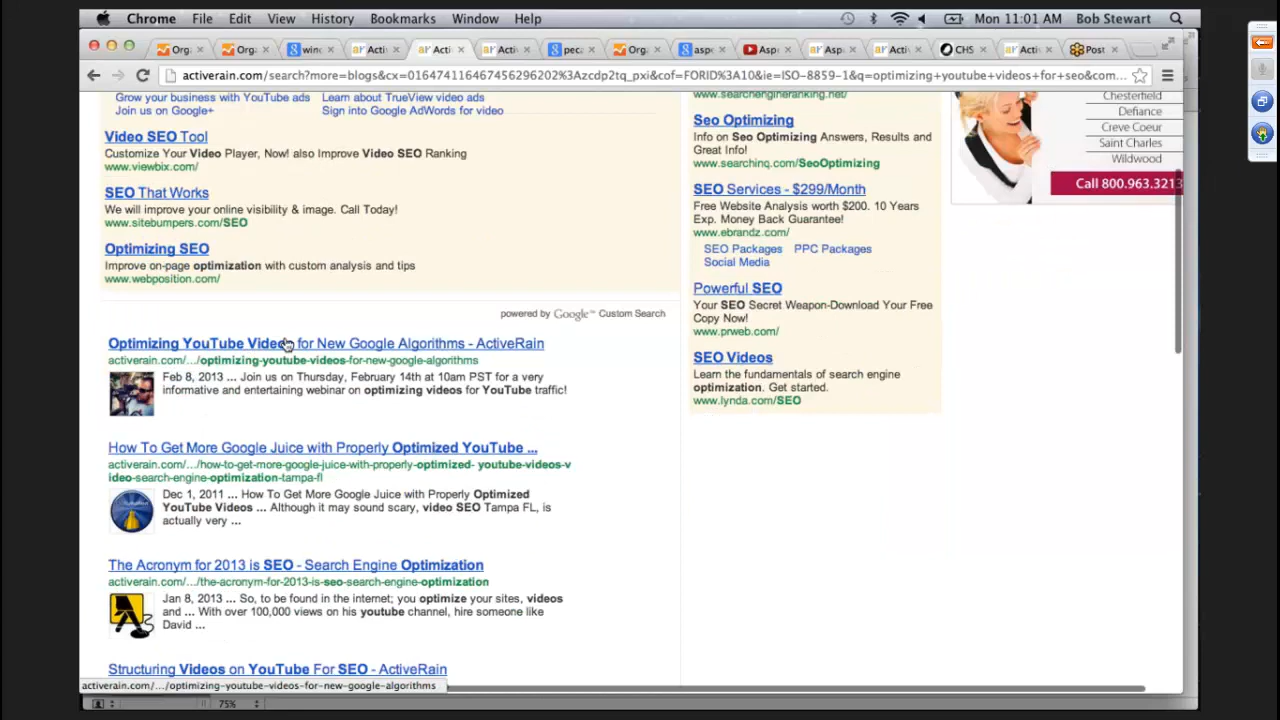 Chrome File Edit View History Bookmarks Window Help Mon 11:01 AM Bob Stewart
Orga Orga wind Activ Activ Activ peca Orga aspe Aspe Asp Activ CHS Activ Post
activerain.com/search?more=blogs&cx=016474116467456296202%3Azcdp2tq_pxi&cof=FORID%3A10&ie=ISO-8859-1&q=optimizing+youtube+videos+for+seo&com...
Grow your business with YouTube ads Learn about TrueView video ads
Join us on Google+ Sign into Google AdWords for video
Video SEO Tool
Customize Your Video Player, Now! also Improve Video SEO Ranking
www.viewbix.com/
SEO That Works
We will improve your online visibility & image. Call Today!
www.sitebumpers.com/SEO
Optimizing SEO
Improve on-page optimization with custom analysis and tips
www.webposition.com/
powered by Google™ Custom Search
Optimizing YouTube Videos for New Google Algorithms - ActiveRain
activerain.com/.../optimizing-youtube-videos-for-new-google-algorithms
Feb 8, 2013 ... Join us on Thursday, February 14th at 10am PST for a very
informative and entertaining webinar on optimizing videos for YouTube traffic!
How To Get More Google Juice with Properly Optimized YouTube ...
activerain.com/.../how-to-get-more-google-juice-with-properly-optimized- youtube-videos-v
ideo-search-engine-optimization-tampa-fl
Dec 1, 2011 ... How To Get More Google Juice with Properly Optimized
YouTube Videos ... Although it may sound scary, video SEO Tampa FL, is
actually very ...
The Acronym for 2013 is SEO - Search Engine Optimization
activerain.com/.../the-acronym-for-2013-is-seo-search-engine-optimization
Jan 8, 2013 ... So, to be found in the internet; you optimize your sites, videos
and ... With over 100,000 views on his youtube channel, hire someone like
David ...
Structuring Videos on YouTube For SEO - ActiveRain
activerain.com/.../optimizing-youtube-videos-for-new-google-algorithms
75%
www.searchengineranking.net/
Seo Optimizing
Info on Seo Optimizing Answers, Results and
Great Info!
www.searchinq.com/SeoOptimizing
SEO Services - $299/Month
Free Website Analysis worth $200. 10 Years
Exp. Money Back Guarantee!
www.ebrandz.com/
SEO Packages PPC Packages
Social Media
Powerful SEO
Your SEO Secret Weapon-Download Your Free
Copy Now!
www.prweb.com/
SEO Videos
Learn the fundamentals of search engine
optimization. Get started.
www.lynda.com/SEO
Chesterfield
Defiance
Creve Coeur
Saint Charles
Wildwood
Call 800.963.3213